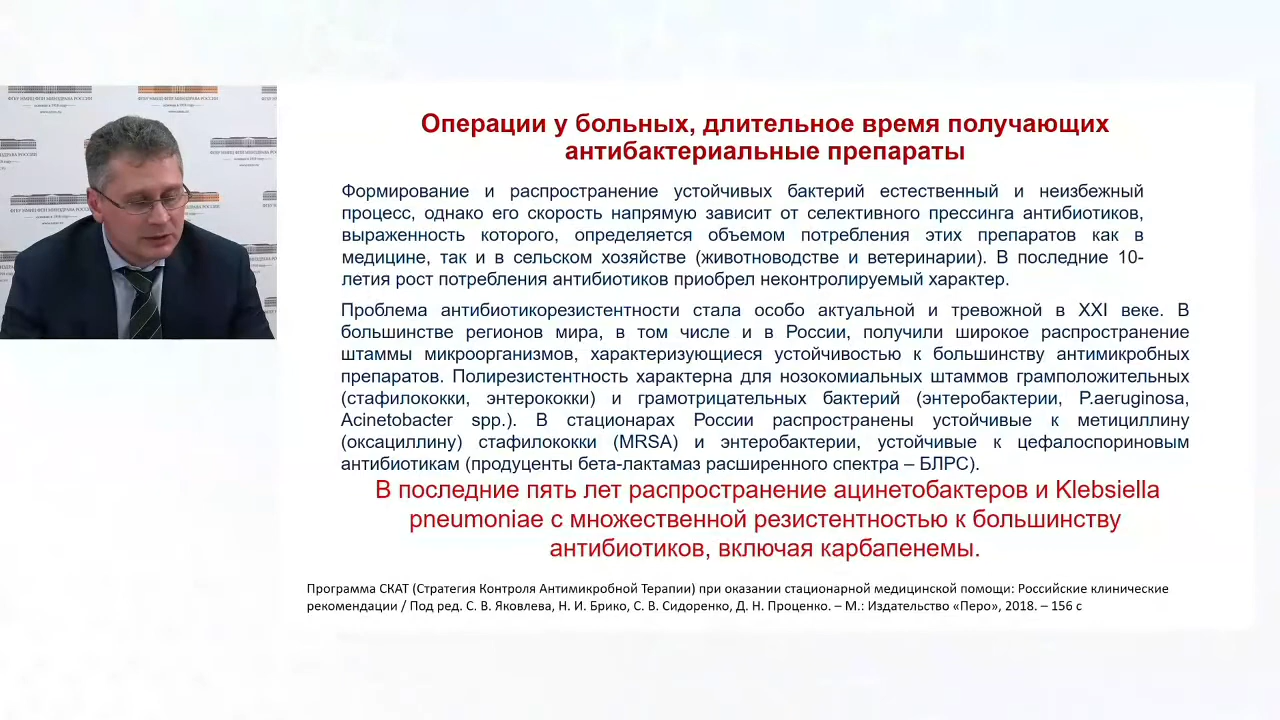 ФГБУ НМИЦ ФПИ МИНЗДРАВА РОССИИ
Операции у больных, длительное время получающих
антибактериальные препараты
Формирование и распространение устойчивых бактерий естественный и неизбежный
процесс, однако его скорость напрямую зависит от селективного прессинга антибиотиков,
выраженность которого, определяется объемом потребления этих препаратов как в
медицине, так и в сельском хозяйстве (животноводстве и ветеринарии). В последние 10-
летия рост потребления антибиотиков приобрел неконтролируемый характер.
Проблема антибиотикорезистентности стала особо актуальной и тревожной в XXI веке. В
большинстве регионов мира, в том числе и в России, получили широкое распространение
штаммы микроорганизмов, характеризующиеся устойчивостью к большинству антимикробных
препаратов. Полирезистентность характерна для нозокомиальных штаммов грамположительных
(стафилококки, энтерококки) и грамотрицательных бактерий (энтеробактерии, P.aeruginosa,
Acinetobacter spp.). В стационарах России распространены устойчивые к метициллину
(оксациллину) стафилококки (MRSA) и энтеробактерии, устойчивые к цефалоспориновым
антибиотикам (продуценты бета-лактамаз расширенного спектра – БЛРС).
В последние пять лет распространение ацинетобактеров и Klebsiella
pneumoniae с множественной резистентностью к большинству
антибиотиков, включая карбапенемы.
Программа СКАТ (Стратегия Контроля Антимикробной Терапии) при оказании стационарной медицинской помощи: Российские клинические
рекомендации / Под ред. С. В. Яковлева, Н. И. Брико, С. В. Сидоренко, Д. Н. Проценко. – М.: Издательство «Перо», 2018. – 156 с